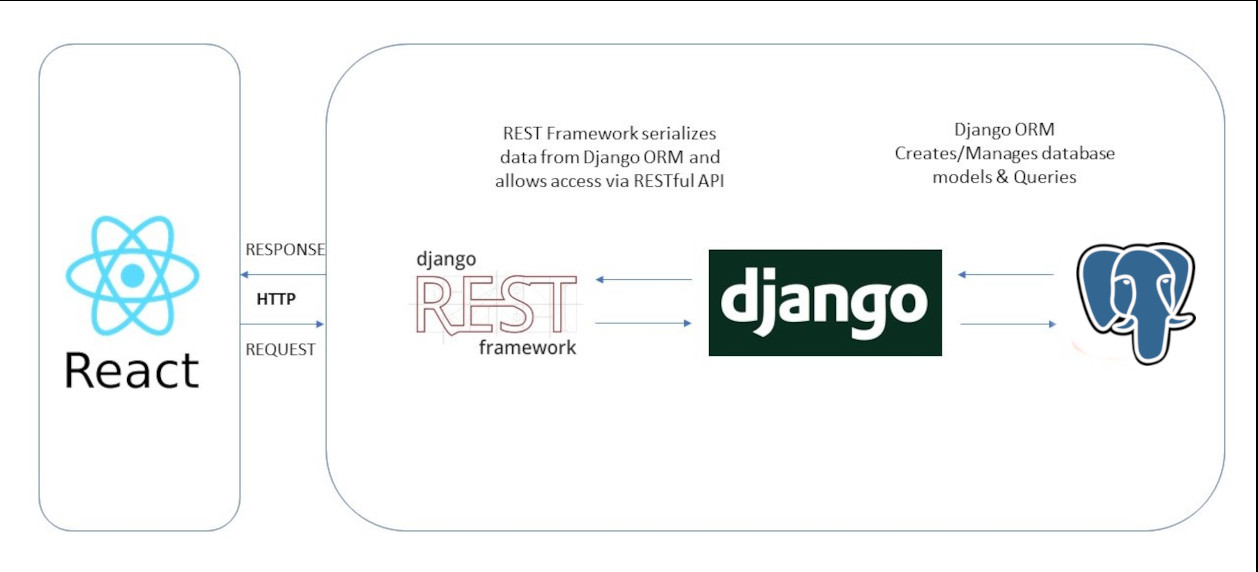 REST Framework serializes
data from Django ORM and
allows access via RESTful API
Django ORM
Creates/Manages database
models & Queries
React
RESPONSE
HTTP
REQUEST
django
REST
framework
django